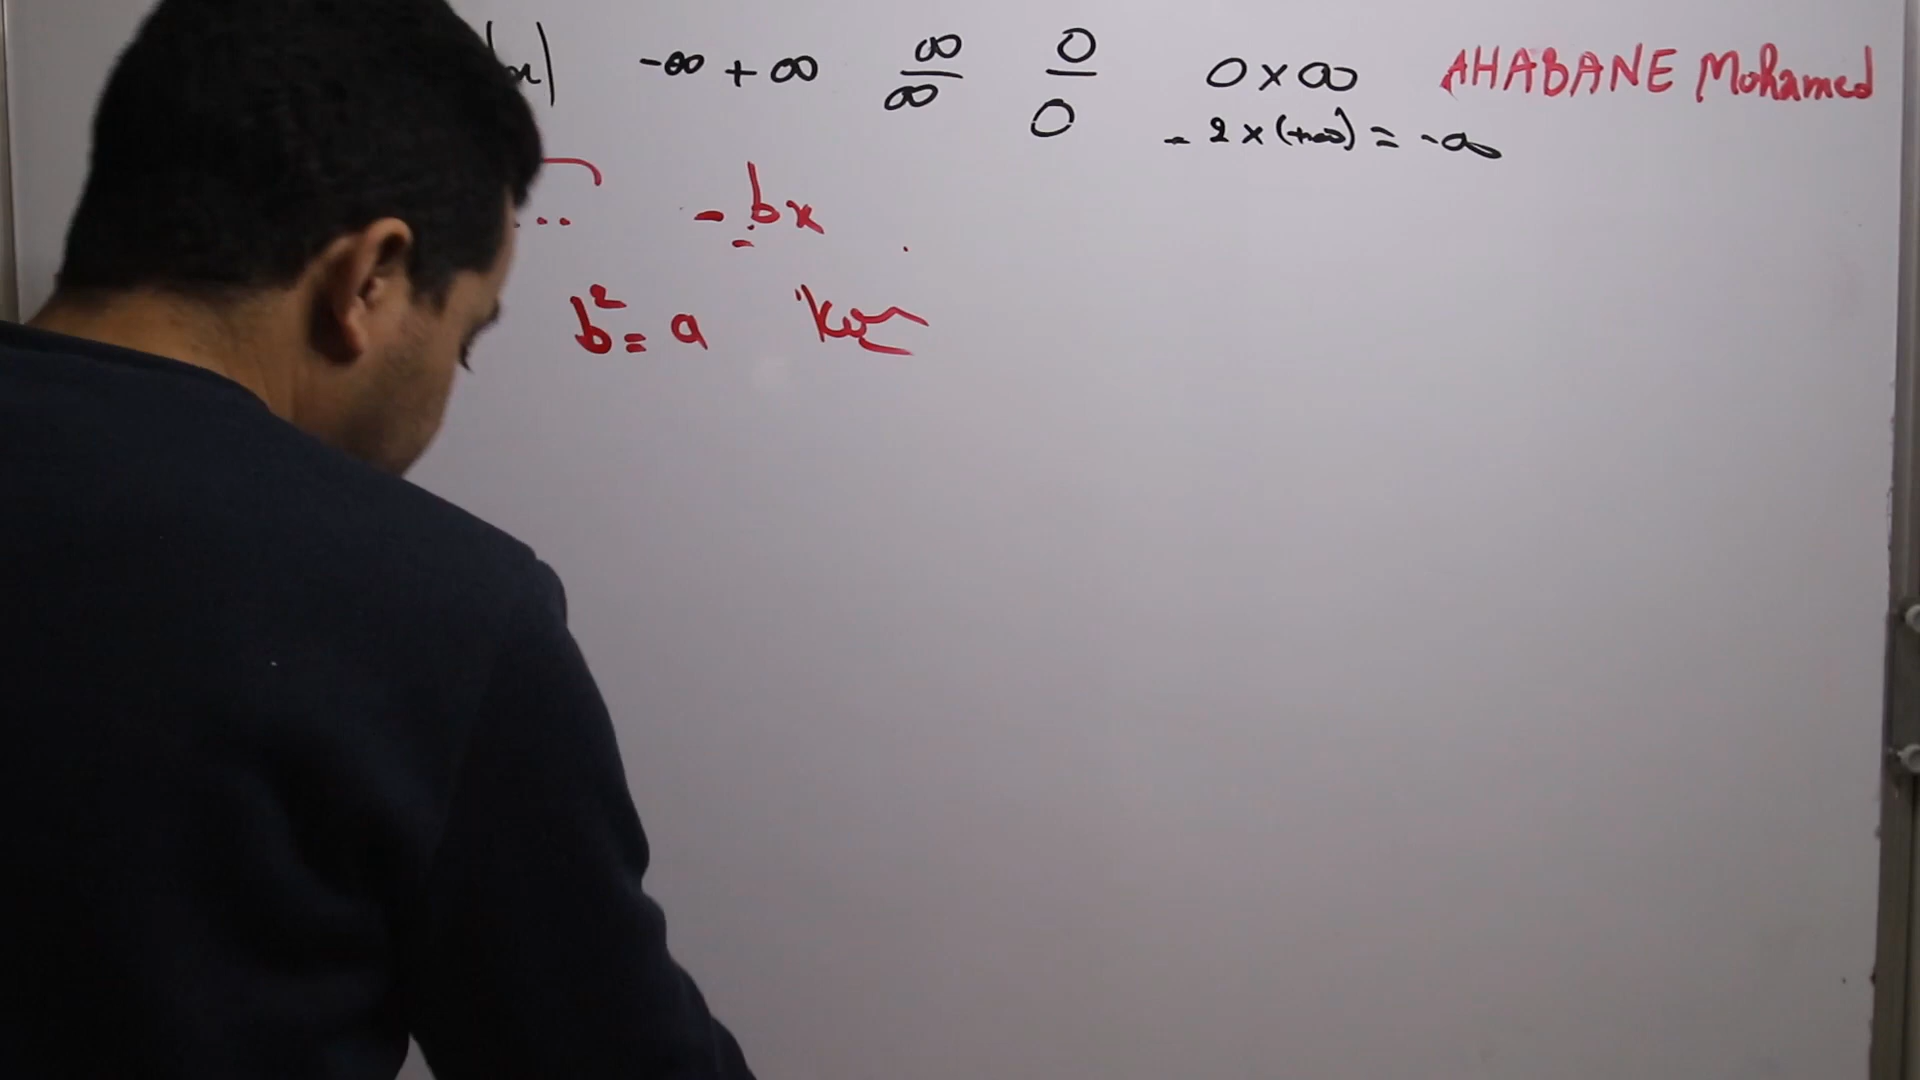 x) -∞ + ∞ ∞/∞ 0/0 0 x ∞ AHABANE Mohamed
- 2 x (+∞) = -∞
... - bx
b² = a